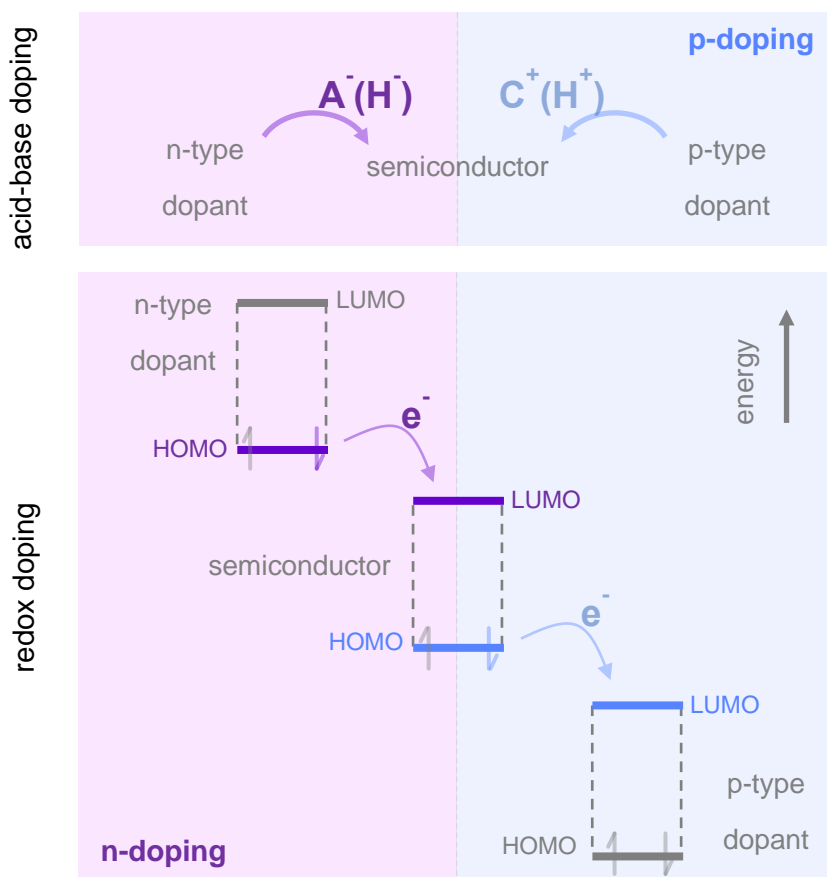 acid-base doping
p-doping
A⁻(H⁻)
C⁺(H⁺)
n-type
dopant
semiconductor
p-type
dopant
redox doping
n-type
dopant
LUMO
energy
HOMO
e⁻
LUMO
semiconductor
HOMO
e⁻
LUMO
p-type
dopant
HOMO
n-doping